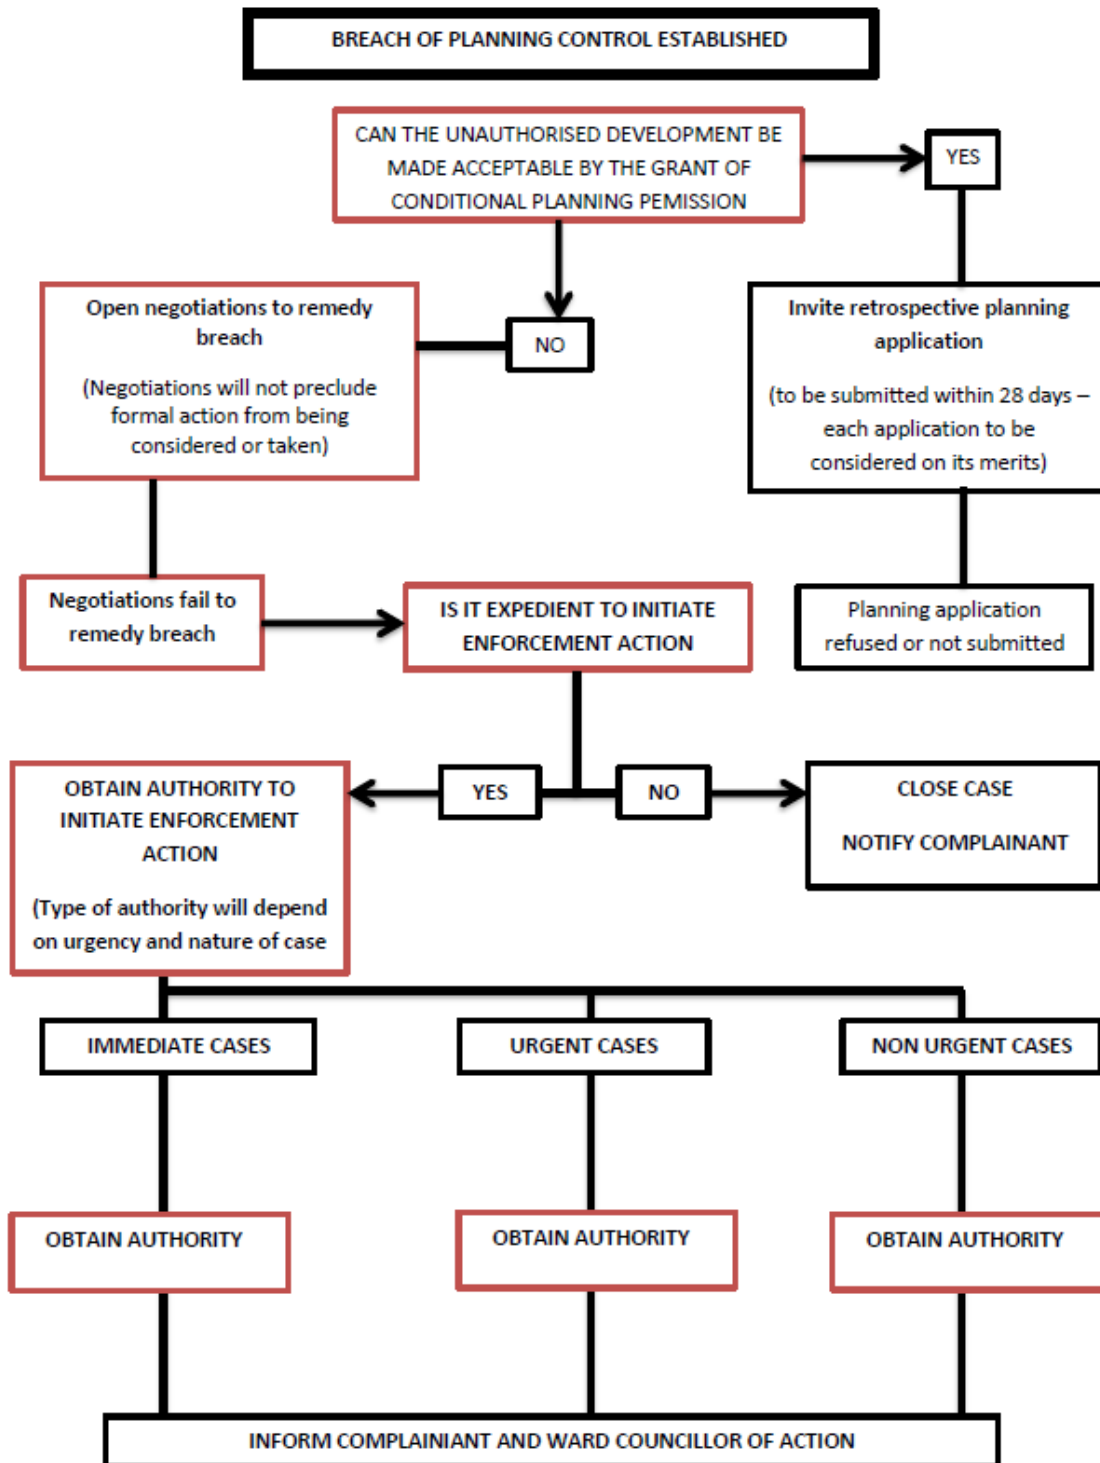 BREACH OF PLANNING CONTROL ESTABLISHED
CAN THE UNAUTHORISED DEVELOPMENT BE
MADE ACCEPTABLE BY THE GRANT OF
CONDITIONAL PLANNING PEMISSION
YES
NO
Open negotiations to remedy
breach
(Negotiations will not preclude
formal action from being
considered or taken)
Invite retrospective planning
application
(to be submitted within 28 days –
each application to be
considered on its merits)
Negotiations fail to
remedy breach
IS IT EXPEDIENT TO INITIATE
ENFORCEMENT ACTION
Planning application
refused or not submitted
OBTAIN AUTHORITY TO
INITIATE ENFORCEMENT
ACTION
(Type of authority will depend
on urgency and nature of case
YES
NO
CLOSE CASE
NOTIFY COMPLAINANT
IMMEDIATE CASES
URGENT CASES
NON URGENT CASES
OBTAIN AUTHORITY
OBTAIN AUTHORITY
OBTAIN AUTHORITY
INFORM COMPLAINIANT AND WARD COUNCILLOR OF ACTION